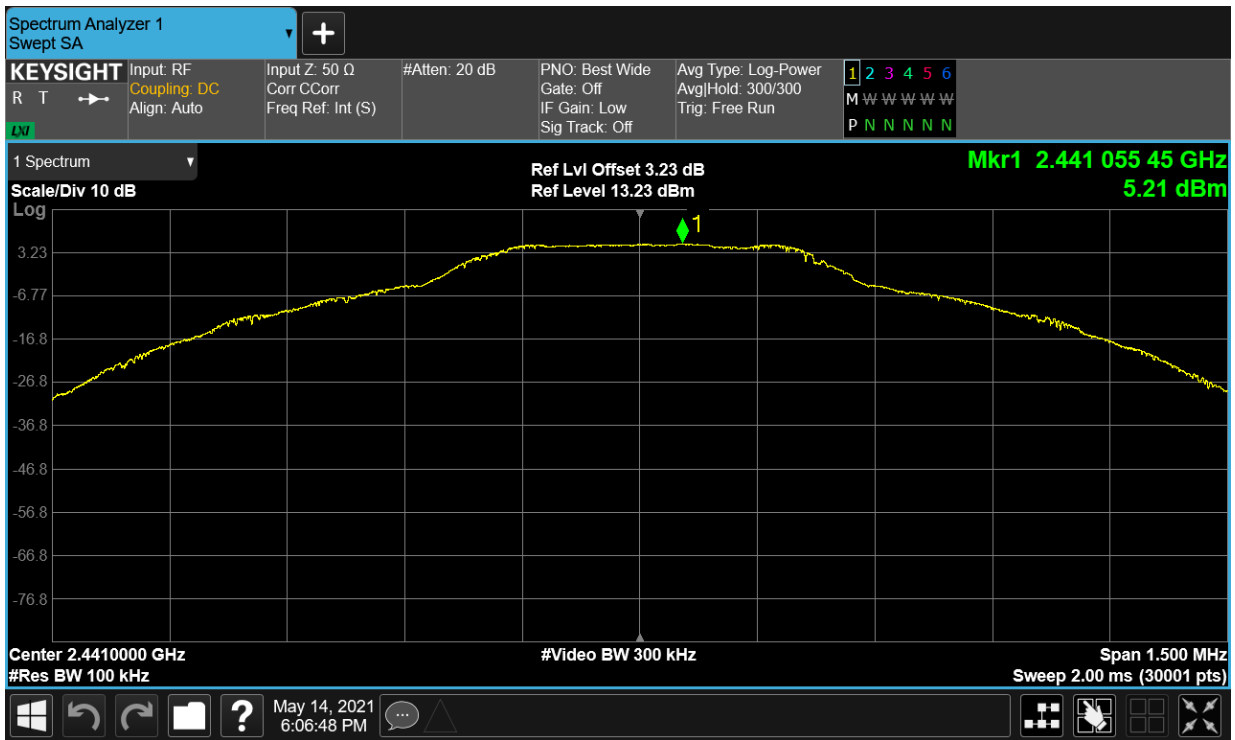 Spectrum Analyzer 1
Swept SA
+
KEYSIGHT
R T
LXI
Input: RF
Coupling: DC
Align: Auto
Input Z: 50 Ω
Corr CCorr
Freq Ref: Int (S)
#Atten: 20 dB
PNO: Best Wide
Gate: Off
IF Gain: Low
Sig Track: Off
Avg Type: Log-Power
Avg|Hold: 300/300
Trig: Free Run
1 2 3 4 5 6
M W W W W W
P N N N N N
1 Spectrum
Scale/Div 10 dB
Log
Ref Lvl Offset 3.23 dB
Ref Level 13.23 dBm
Mkr1 2.441 055 45 GHz
5.21 dBm
1
3.23
-6.77
-16.8
-26.8
-36.8
-46.8
-56.8
-66.8
-76.8
Center 2.4410000 GHz
#Res BW 100 kHz
#Video BW 300 kHz
Span 1.500 MHz
Sweep 2.00 ms (30001 pts)
?
May 14, 2021
6:06:48 PM